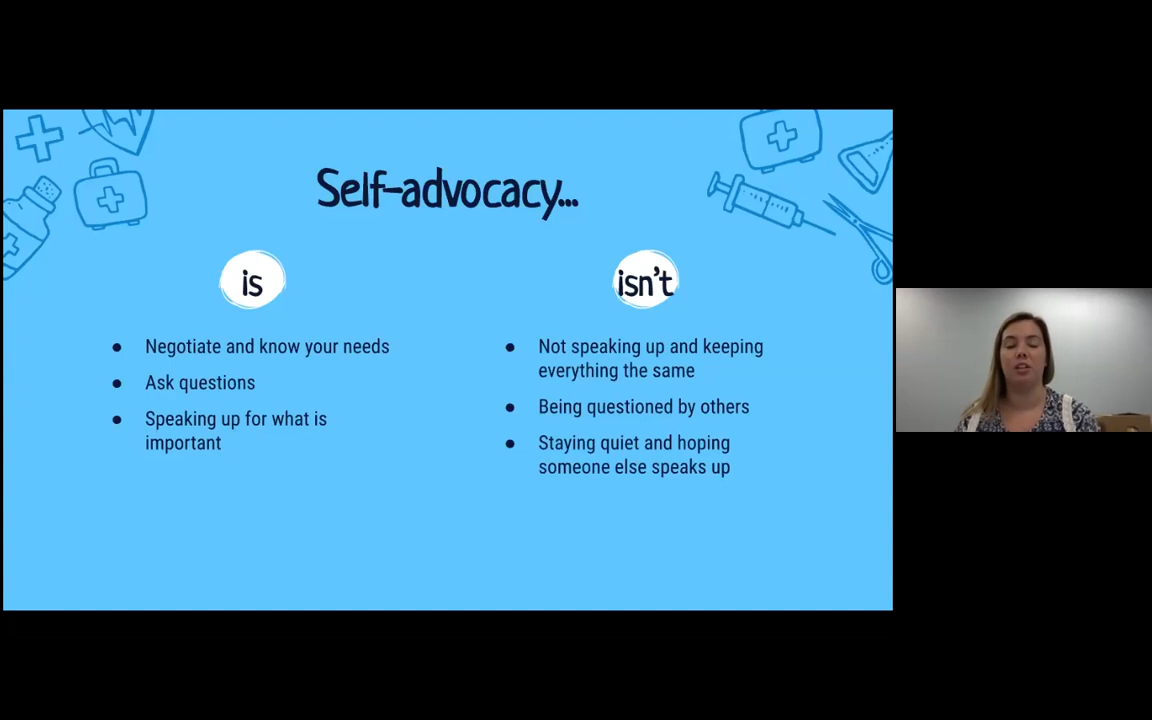 Self-advocacy...
is
Negotiate and know your needs
Ask questions
Speaking up for what is
important
isn't
Not speaking up and keeping
everything the same
Being questioned by others
Staying quiet and hoping
someone else speaks up